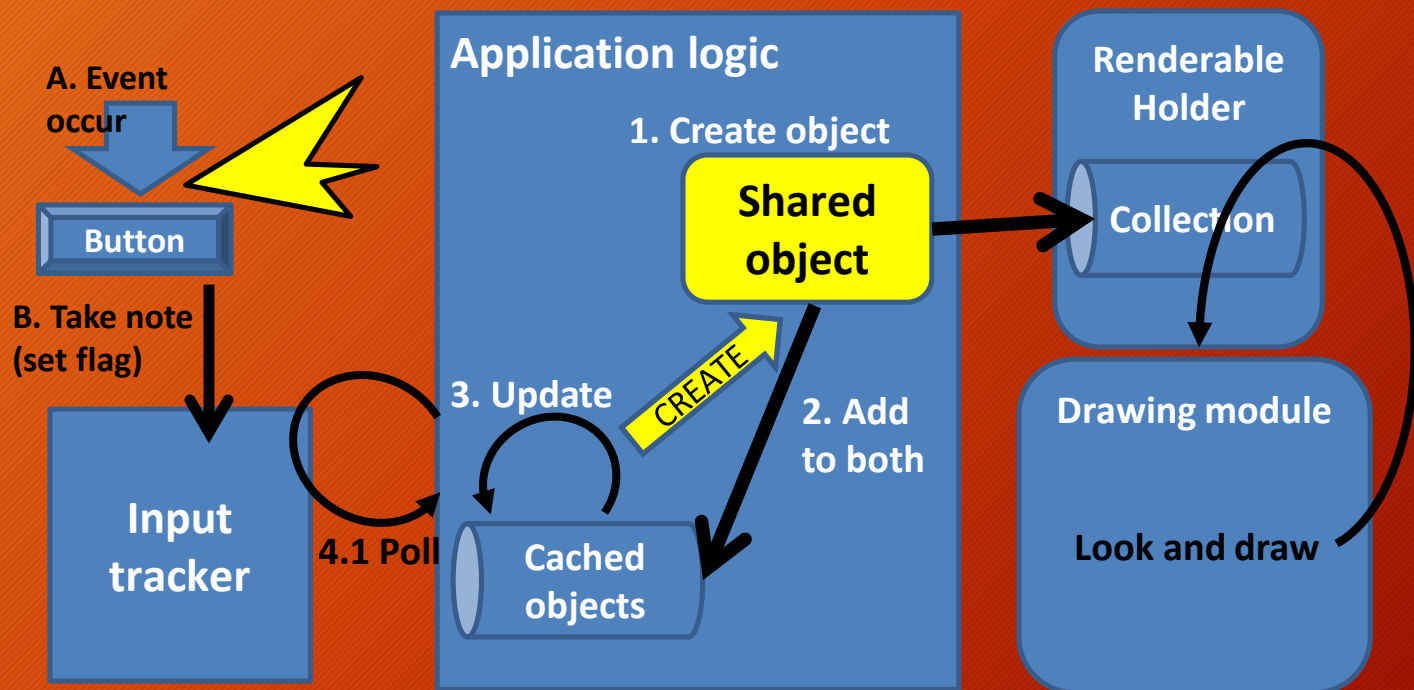 A. Event
occur
Button
B. Take note
(set flag)
Input
tracker
4.1 Poll
Application logic
1. Create object
Shared
object
CREATE
3. Update
2. Add
to both
Cached
objects
Renderable
Holder
Collection
Drawing module
Look and draw